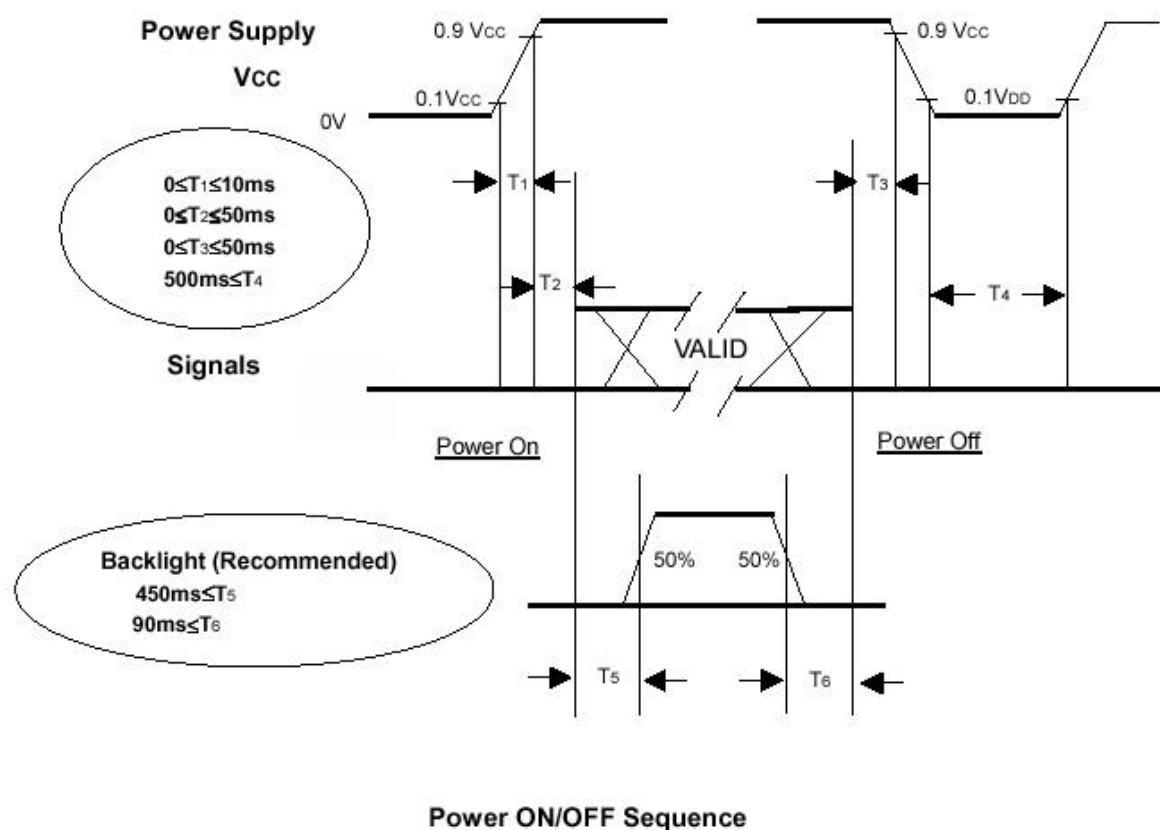 Power Supply
VCC
0.9 VCC
0.1VCC
0V
0.9 VCC
0.1VDD
0≤T1≤10ms
0≤T2≤50ms
0≤T3≤50ms
500ms≤T4
T1
T3
T2
T4
VALID
Signals
Power On
Power Off
Backlight (Recommended)
450ms≤T5
90ms≤T6
50%
50%
T5
T6
Power ON/OFF Sequence